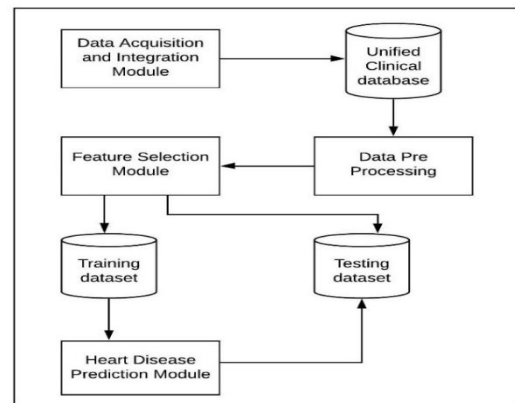 Data Acquisition
and Integration
Module
Unified
Clinical
database
Feature Selection
Module
Data Pre
Processing
Training
dataset
Testing
dataset
Heart Disease
Prediction Module